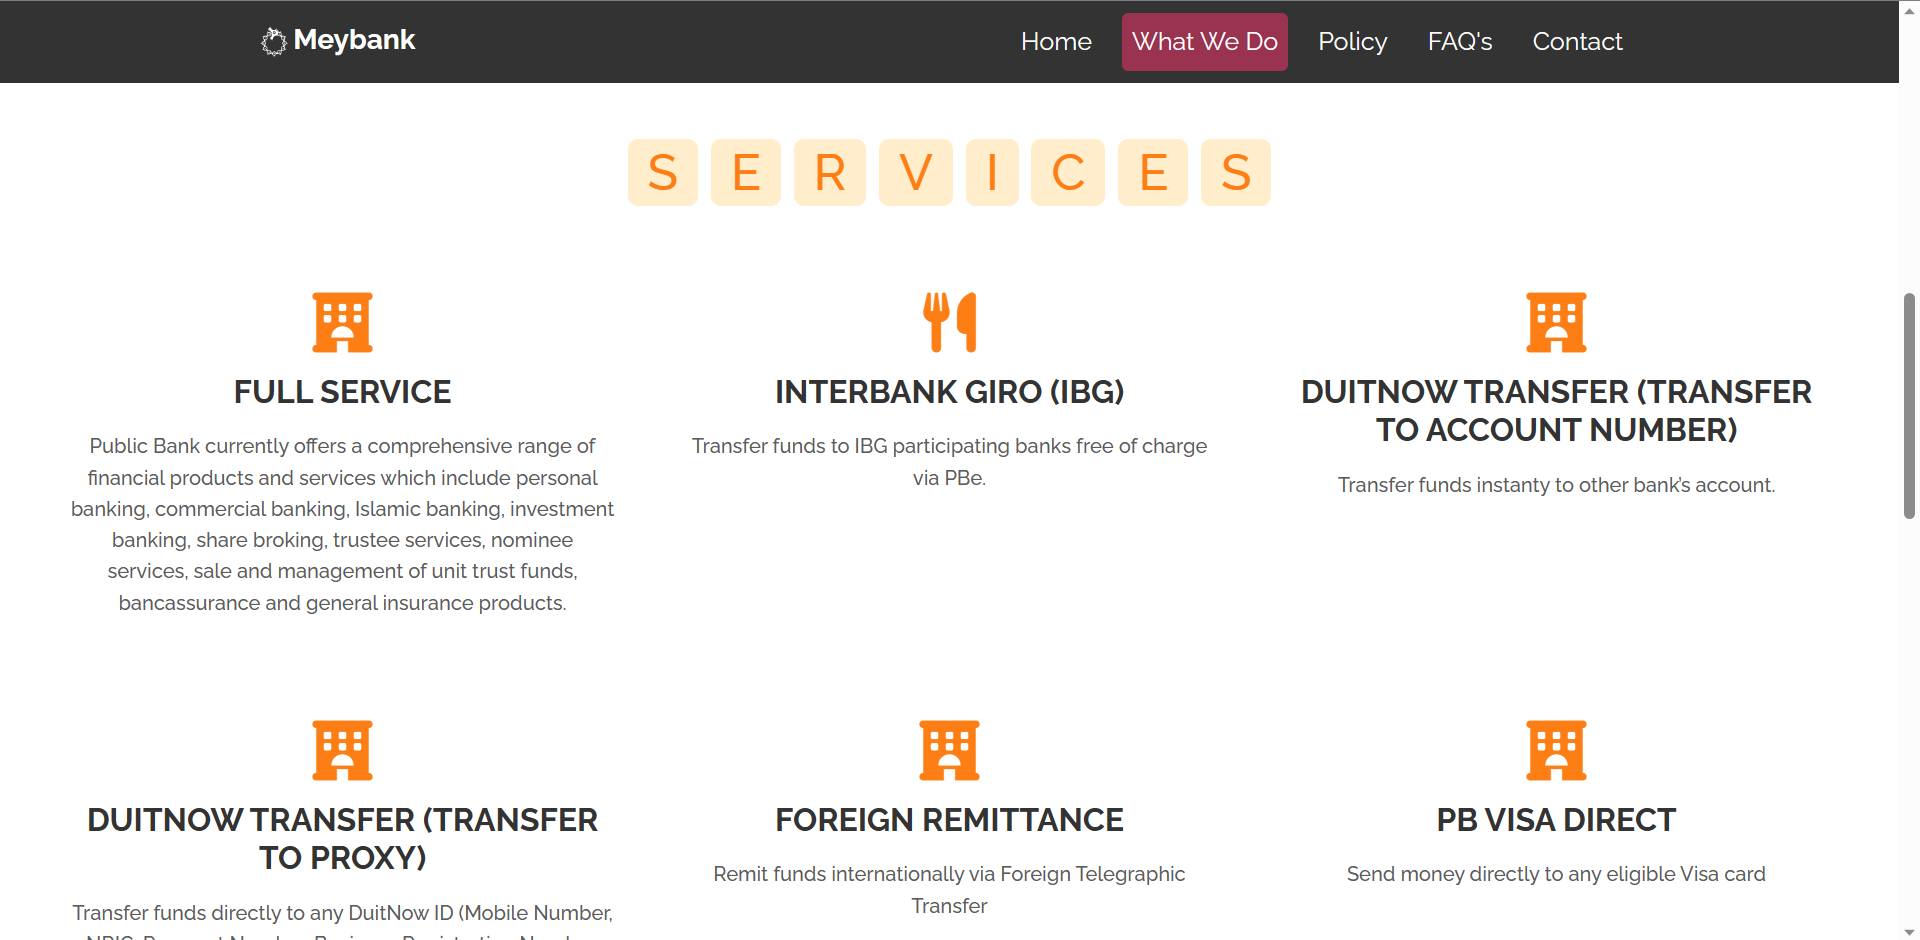 Meybank
Home What We Do Policy FAQ's Contact
SERVICES
FULL SERVICE
Public Bank currently offers a comprehensive range of
financial products and services which include personal
banking, commercial banking, Islamic banking, investment
banking, share broking, trustee services, nominee
services, sale and management of unit trust funds,
bancassurance and general insurance products.
INTERBANK GIRO (IBG)
Transfer funds to IBG participating banks free of charge
via PBe.
DUITNOW TRANSFER (TRANSFER
TO ACCOUNT NUMBER)
Transfer funds instanty to other bank's account.
DUITNOW TRANSFER (TRANSFER
TO PROXY)
Transfer funds directly to any DuitNow ID (Mobile Number,
FOREIGN REMITTANCE
Remit funds internationally via Foreign Telegraphic
Transfer
PB VISA DIRECT
Send money directly to any eligible Visa card